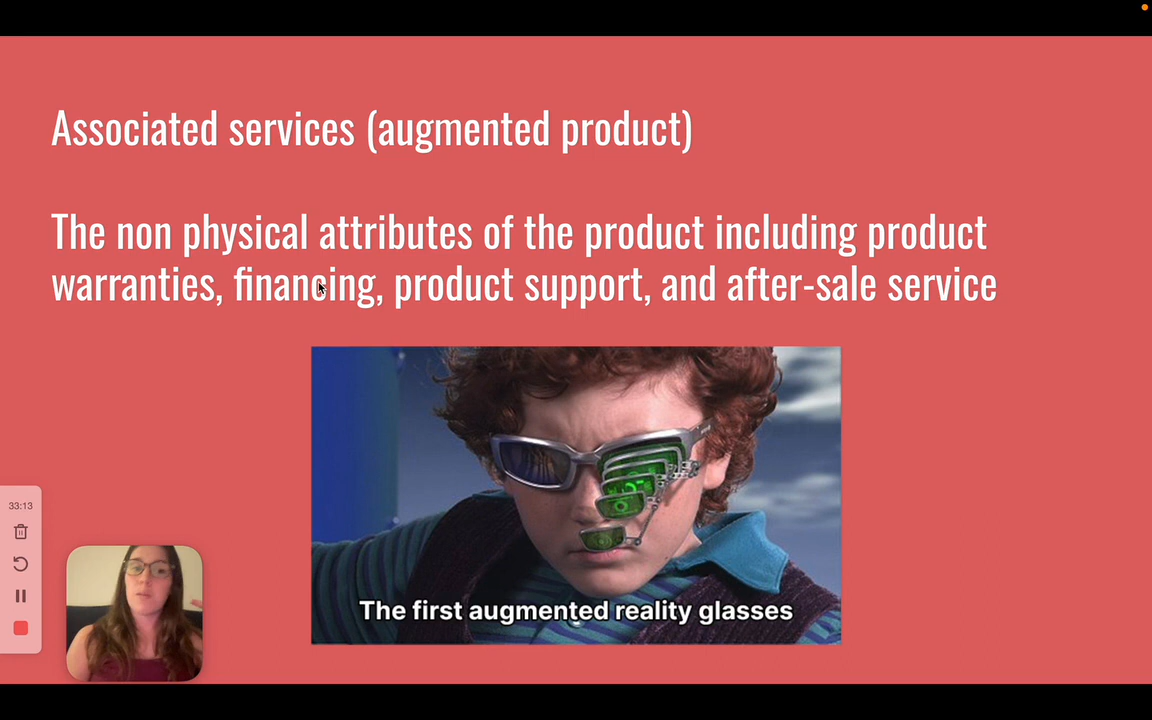 Associated services (augmented product)
The non physical attributes of the product including product
warranties, financing, product support, and after-sale service
The first augmented reality glasses
33:13